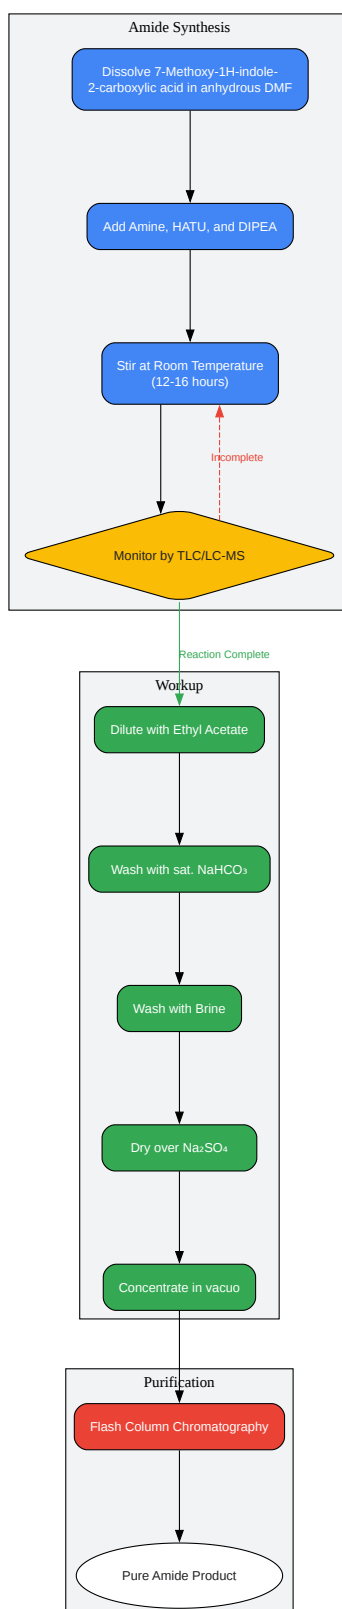 Amide Synthesis
Dissolve 7-Methoxy-1H-indole-
2-carboxylic acid in anhydrous DMF
Add Amine, HATU, and DIPEA
Stir at Room Temperature
(12-16 hours)
Incomplete
Monitor by TLC/LC-MS
Reaction Complete
Workup
Dilute with Ethyl Acetate
Wash with sat. NaHCO₃
Wash with Brine
Dry over Na₂SO₄
Concentrate in vacuo
Purification
Flash Column Chromatography
Pure Amide Product